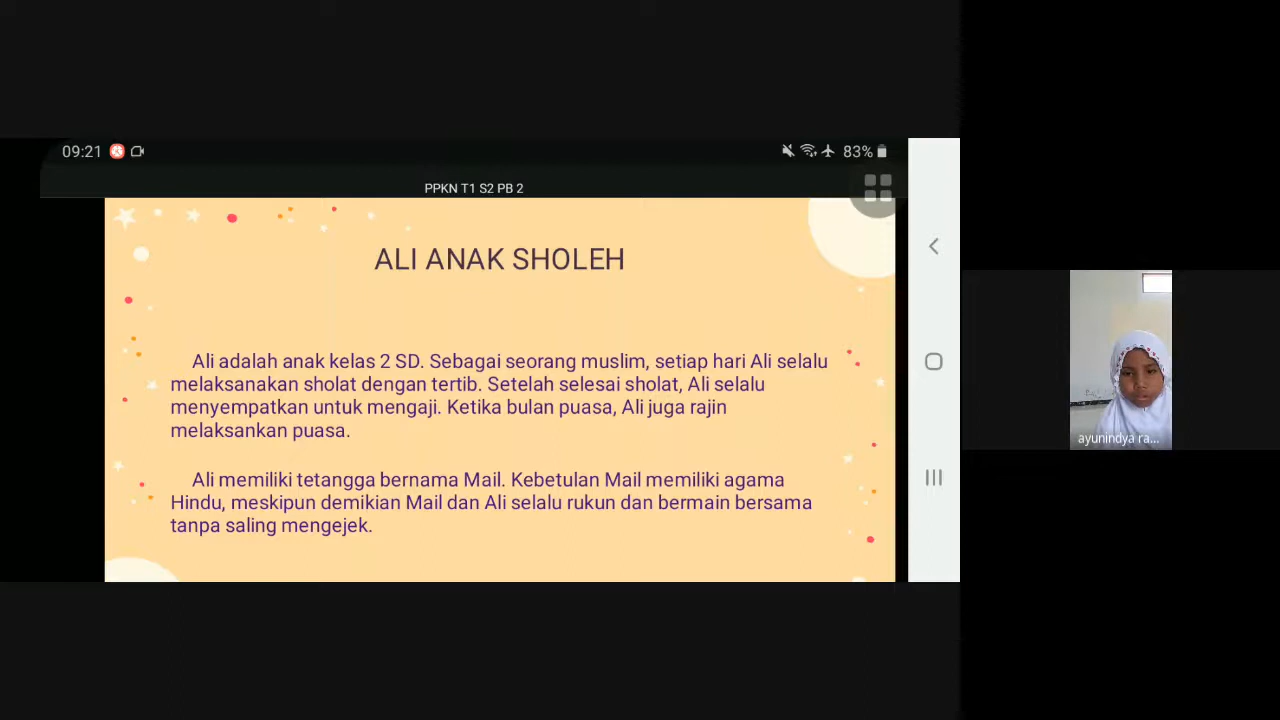 09:21
83%
PPKN T1 S2 PB 2
ALI ANAK SHOLEH
Ali adalah anak kelas 2 SD. Sebagai seorang muslim, setiap hari Ali selalu
melaksanakan sholat dengan tertib. Setelah selesai sholat, Ali selalu
menyempatkan untuk mengaji. Ketika bulan puasa, Ali juga rajin
melaksankan puasa.
Ali memiliki tetangga bernama Mail. Kebetulan Mail memiliki agama
Hindu, meskipun demikian Mail dan Ali selalu rukun dan bermain bersama
tanpa saling mengejek.
ayunindya ra...